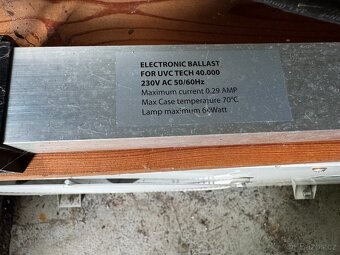 ELECTRONIC BALLAST
FOR UVC TECH 40.000
230V AC 50/60Hz
Maximum current 0.29 AMP
Max Case temperature 70°C
Lamp maximum